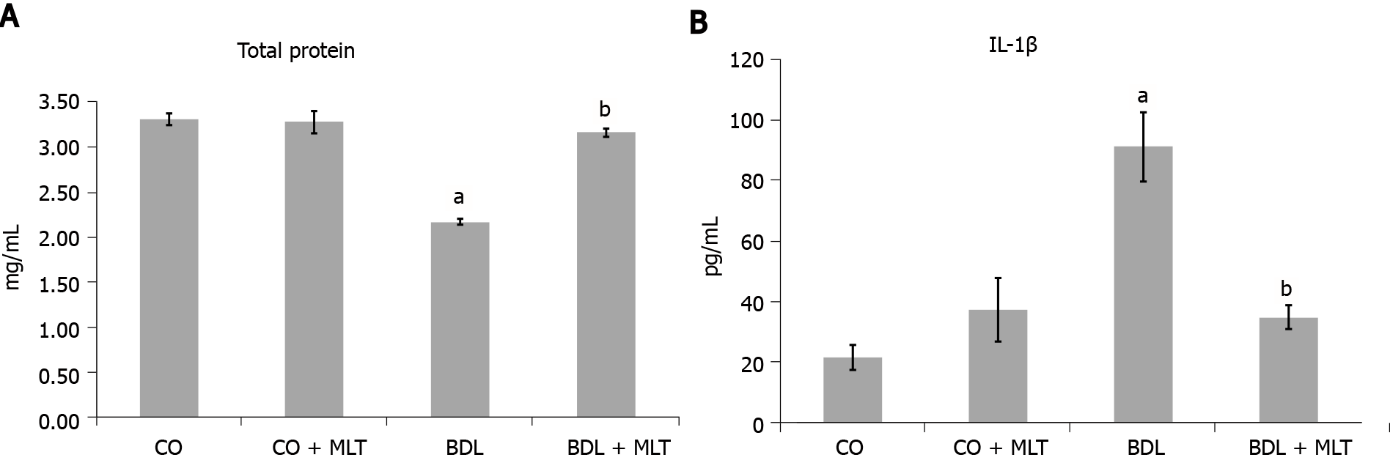 A
Total protein
mg/mL
3.50
3.00
2.50
2.00
1.50
1.00
0.50
0.00
a
b
CO
CO + MLT
BDL
BDL + MLT
B
IL-1β
pg/mL
120
100
80
60
40
20
0
a
b
CO
CO + MLT
BDL
BDL + MLT